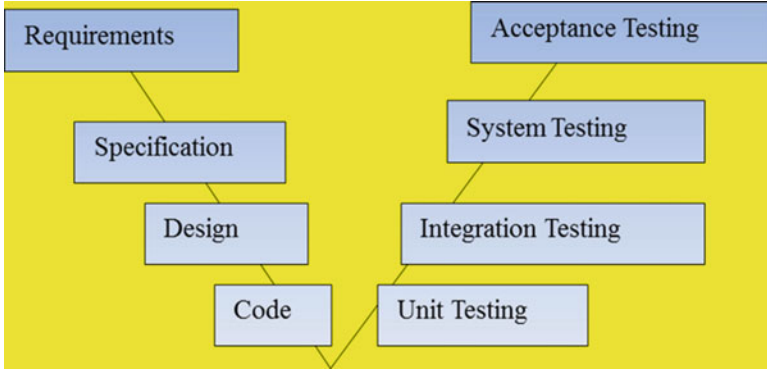 Requirements
Acceptance Testing
Specification
System Testing
Design
Integration Testing
Code
Unit Testing